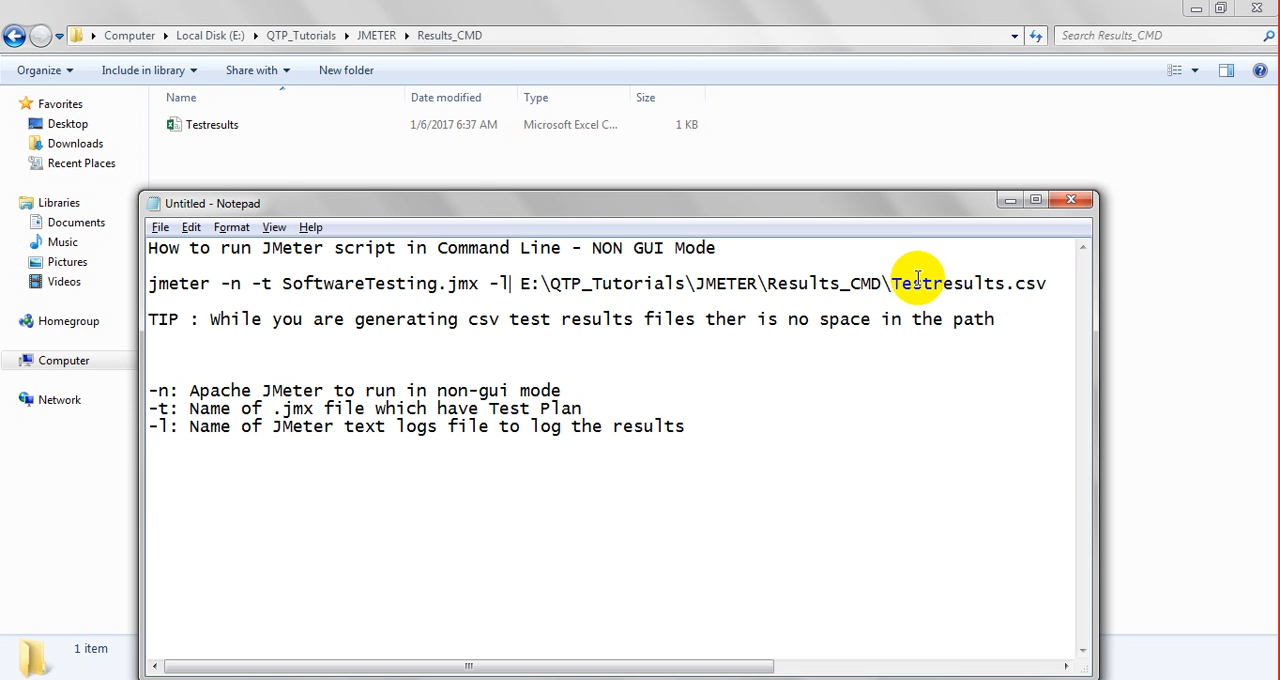 Computer
Local Disk (E:)
QTP_Tutorials
JMETER
Results_CMD
Search Results_CMD
Organize
Include in library
Share with
New folder
Favorites
Desktop
Downloads
Recent Places
Libraries
Documents
Music
Pictures
Videos
Homegroup
Computer
Network
Name
Date modified
Type
Size
Testresults
1/6/2017 6:37 AM
Microsoft Excel C...
1 KB
Untitled - Notepad
File
Edit
Format
View
Help
How to run JMeter script in Command Line - NON GUI Mode
jmeter -n -t SoftwareTesting.jmx -l E:\QTP_Tutorials\JMETER\Results_CMD\Testresults.csv
TIP : While you are generating csv test results files ther is no space in the path
-n: Apache JMeter to run in non-gui mode
-t: Name of .jmx file which have Test Plan
-l: Name of JMeter text logs file to log the results
1 item